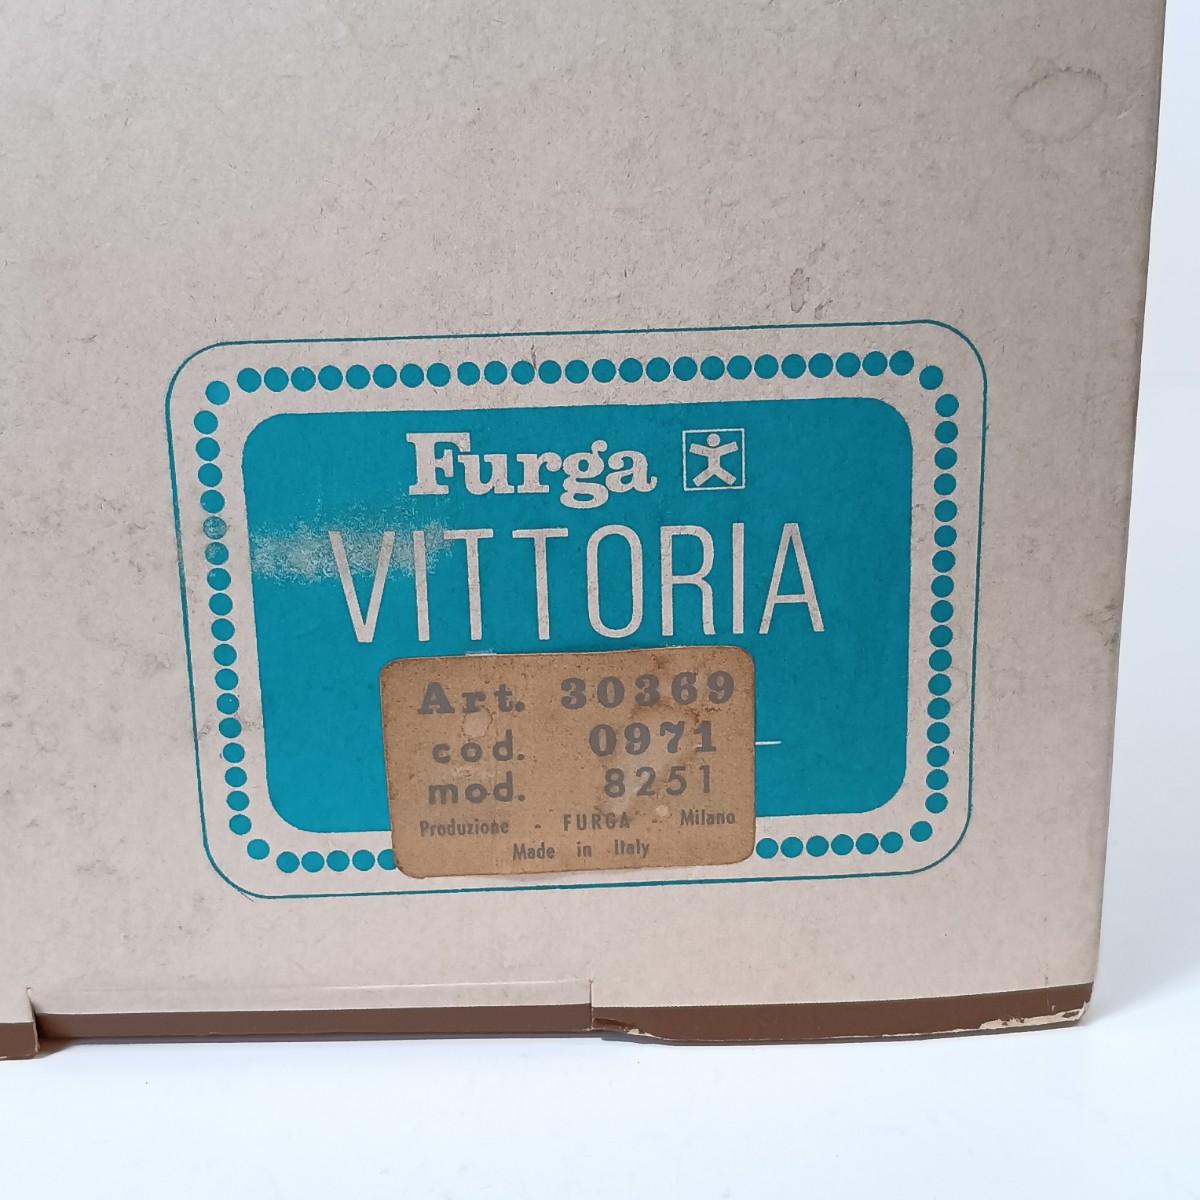 Furga
VITTORIA
Art. 30369
cod. 0971
mod. 8251
Produzione - FURGA - Milano
Made in Italy